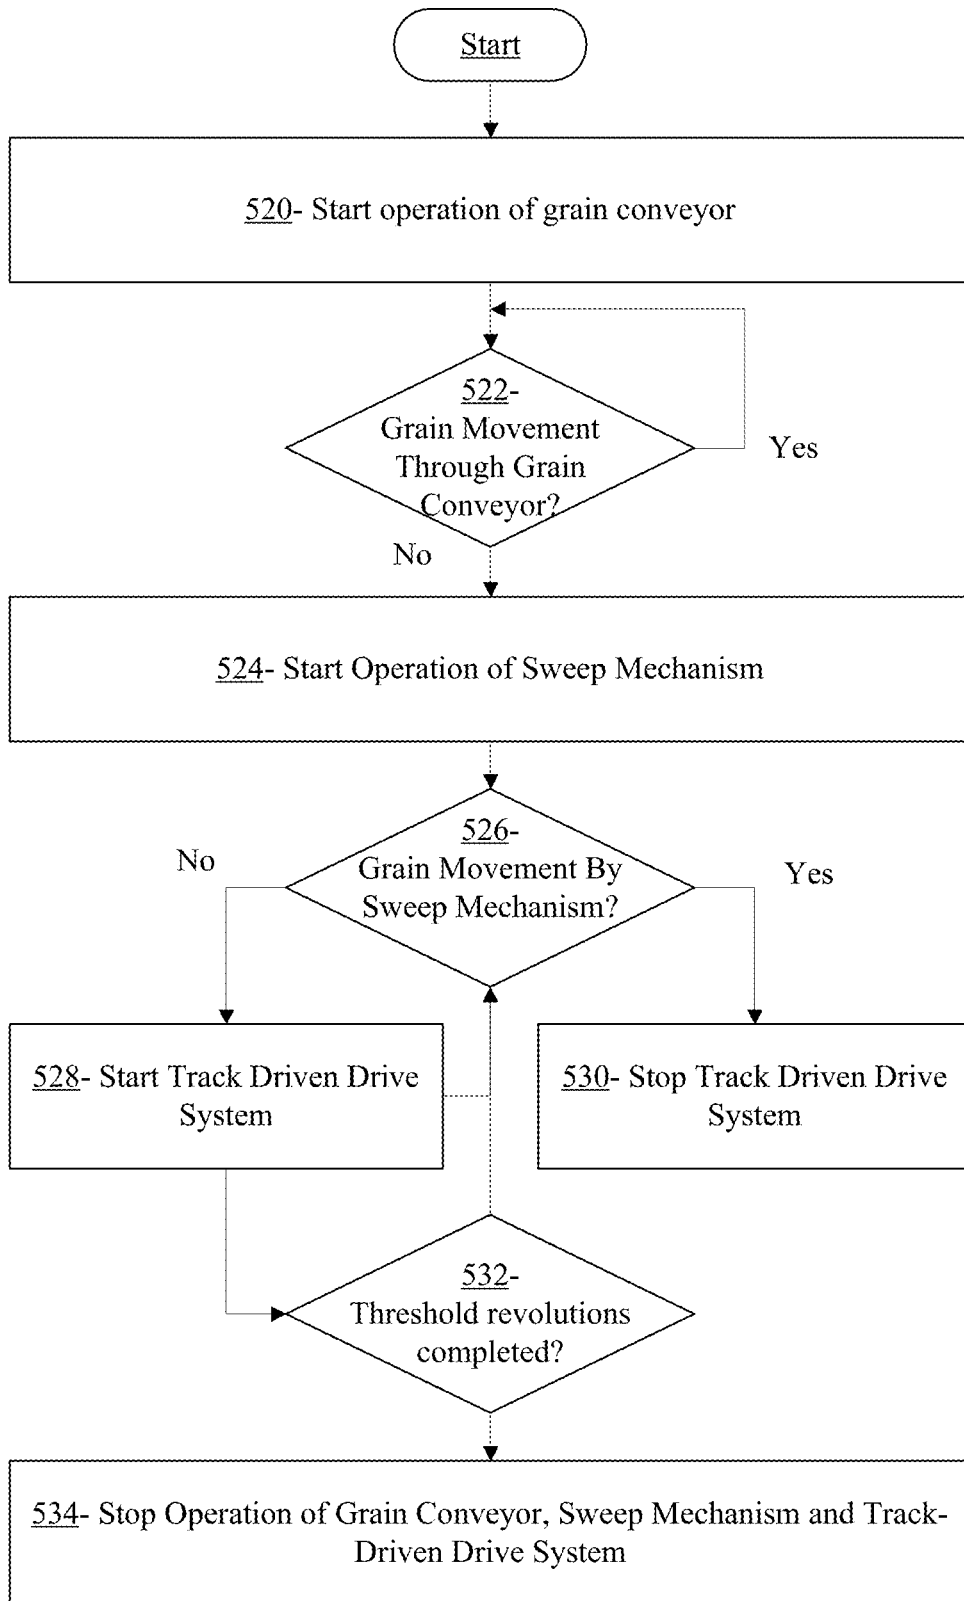 Start
520- Start operation of grain conveyor
522-
Grain Movement
Through Grain
Conveyor?
Yes
No
524- Start Operation of Sweep Mechanism
526-
Grain Movement By
Sweep Mechanism?
No
Yes
528- Start Track Driven Drive
System
530- Stop Track Driven Drive
System
532-
Threshold revolutions
completed?
534- Stop Operation of Grain Conveyor, Sweep Mechanism and Track-
Driven Drive System